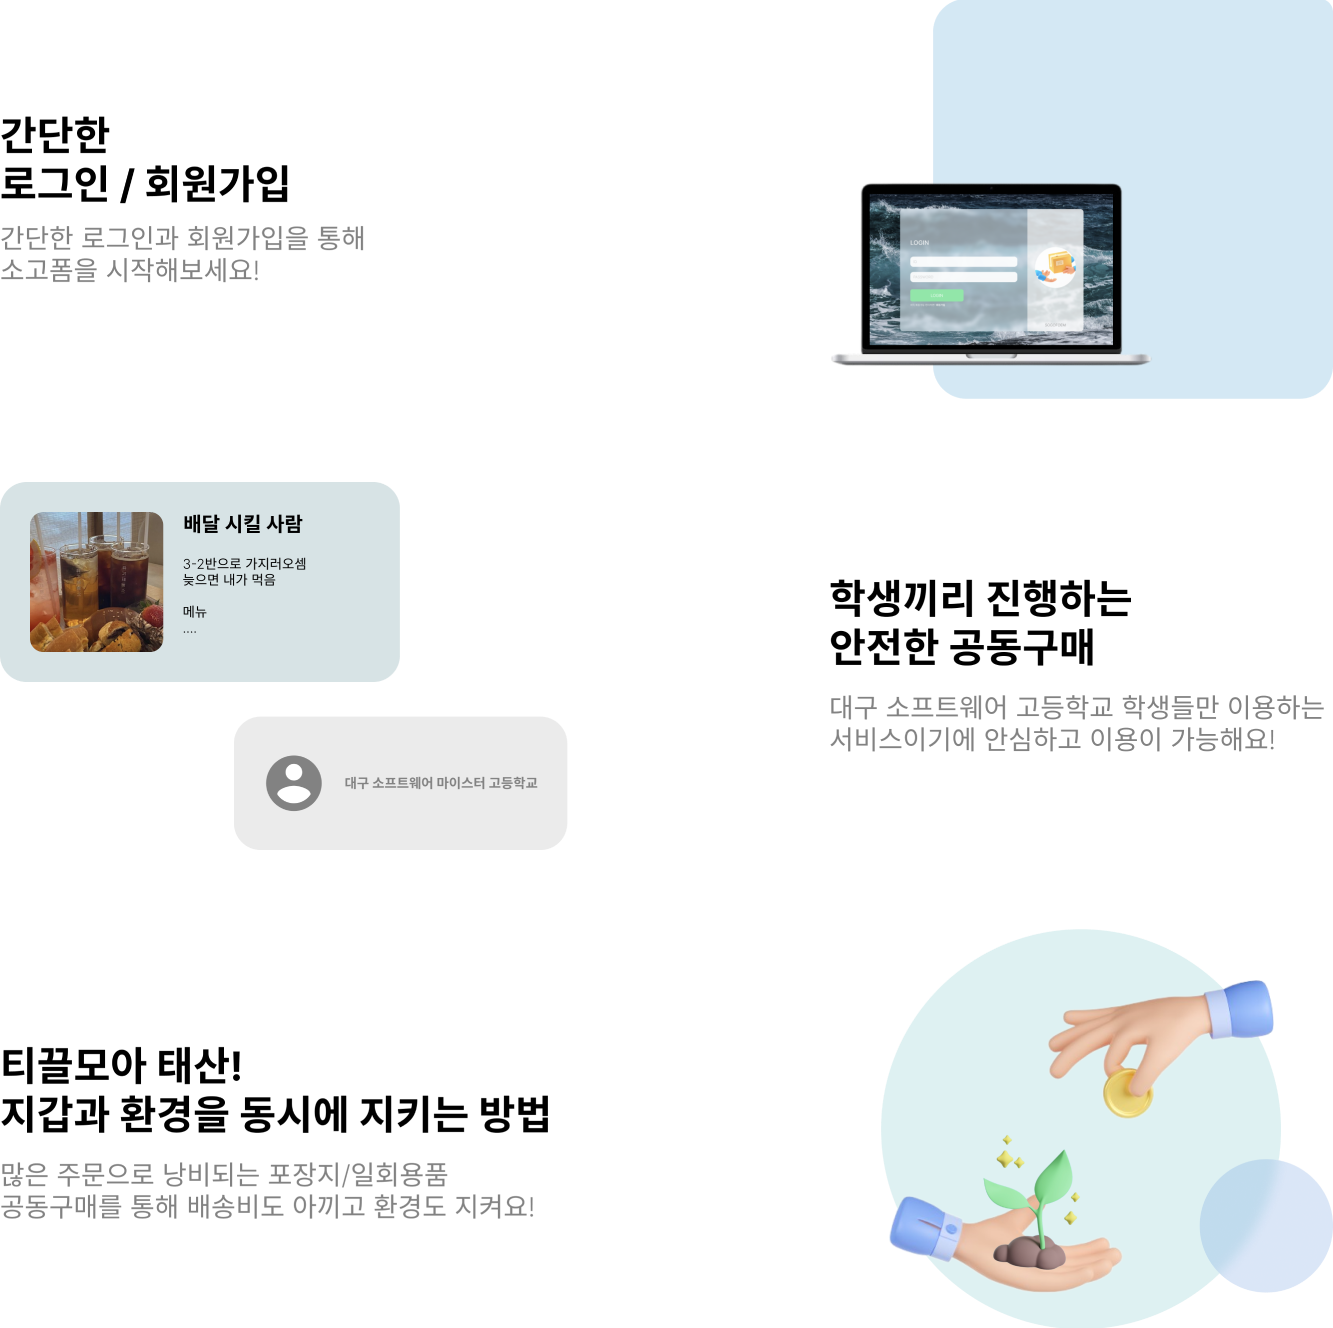 간단한
로그인 / 회원가입
간단한 로그인과 회원가입을 통해
소고폼을 시작해보세요!
LOGIN
LOGIN
배달 시킬 사람
3-2반으로 가지러오셈
늦으면 내가 먹음
메뉴
....
학생끼리 진행하는
안전한 공동구매
대구 소프트웨어 고등학교 학생들만 이용하는
서비스이기에 안심하고 이용이 가능해요!
대구 소프트웨어 마이스터 고등학교
티끌모아 태산!
지갑과 환경을 동시에 지키는 방법
많은 주문으로 낭비되는 포장지/일회용품
공동구매를 통해 배송비도 아끼고 환경도 지켜요!